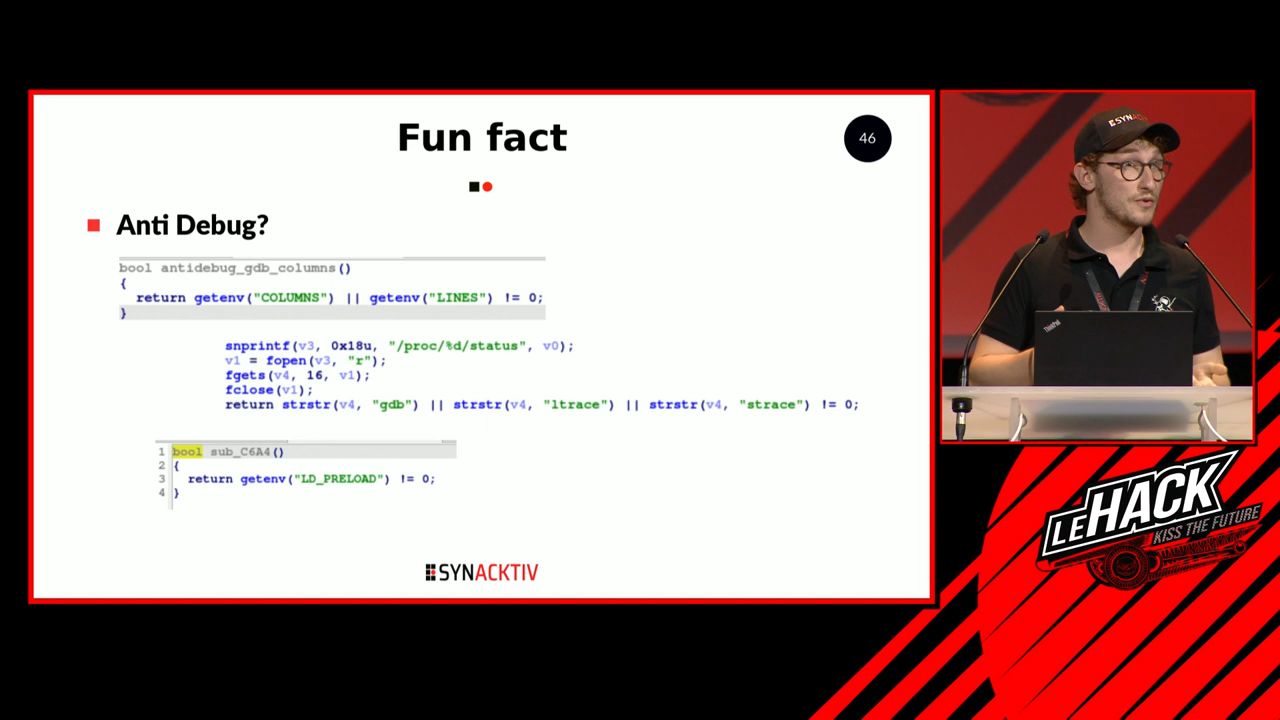 Fun fact
46
Anti Debug?
bool antidebug_gdb_columns()
{
return getenv("COLUMNS") || getenv("LINES") != 0;
}
snprintf(v3, 0x18u, "/proc/%d/status", v0);
v1 = fopen(v3, "r");
fgets(v4, 16, v1);
fclose(v1);
return strstr(v4, "gdb") || strstr(v4, "ltrace") || strstr(v4, "strace") != 0;
1 bool sub_C6A4()
2 {
3 return getenv("LD_PRELOAD") != 0;
4 }
SYNACKTIV
ThinkPad
LEHACK
KISS THE FUTURE